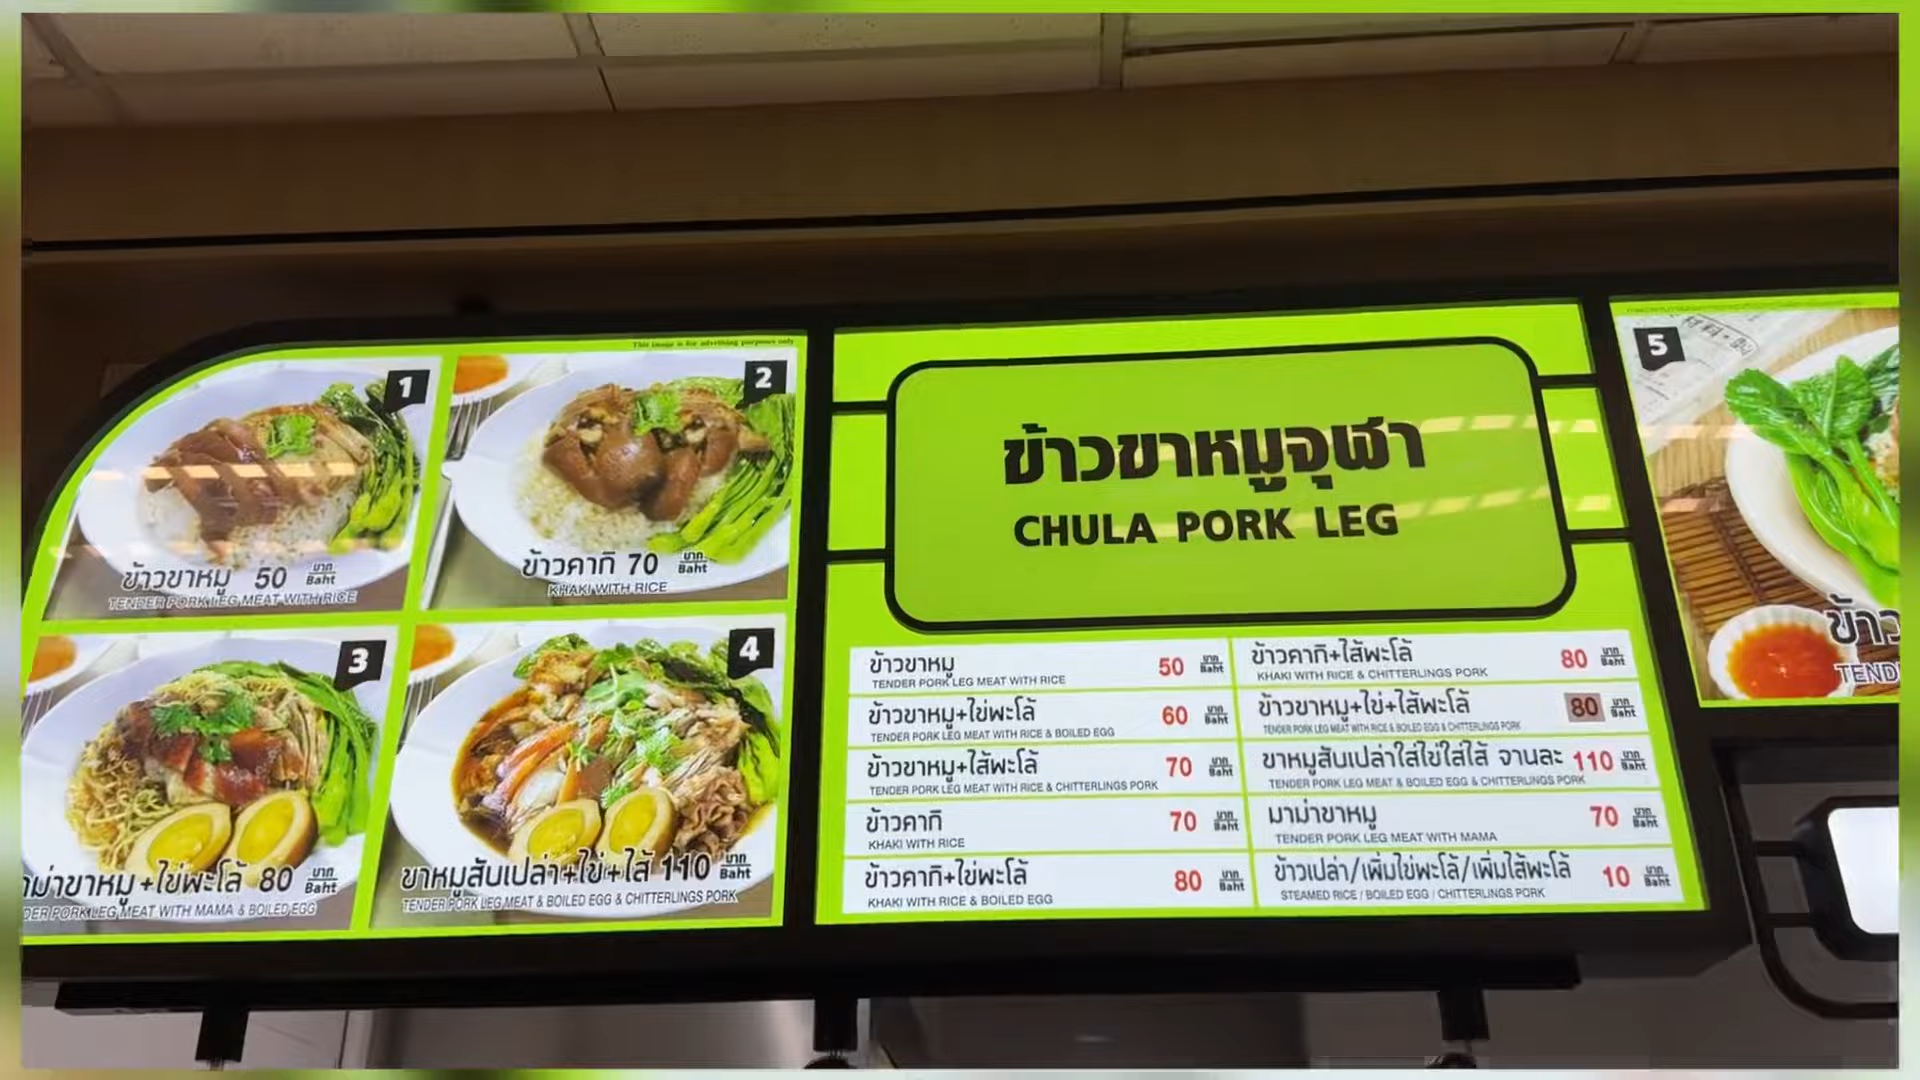 This image is for advertising purposes only
1
ข้าวขาหมู 50 บาท Baht
TENDER PORK LEG MEAT WITH RICE
2
ข้าวคากิ 70 บาท Baht
KHAKI WITH RICE
3
ม่าขาหมู+ไข่พะโล้ 80 บาท Baht
DER PORK LEG MEAT WITH MAMA & BOILED EGG
4
ขาหมูสับเปล่า+ไข่+ไส้ 110 บาท Baht
TENDER PORK LEG MEAT & BOILED EGG & CHITTERLINGS PORK
ข้าวขาหมูจุฬา
CHULA PORK LEG
ข้าวขาหมู 50 บาท Baht
TENDER PORK LEG MEAT WITH RICE
ข้าวขาหมู+ไข่พะโล้ 60 บาท Baht
TENDER PORK LEG MEAT WITH RICE & BOILED EGG
ข้าวขาหมู+ไส้พะโล้ 70 บาท Baht
TENDER PORK LEG MEAT WITH RICE & CHITTERLINGS PORK
ข้าวคากิ 70 บาท Baht
KHAKI WITH RICE
ข้าวคากิ+ไข่พะโล้ 80 บาท Baht
KHAKI WITH RICE & BOILED EGG
ข้าวคากิ+ไส้พะโล้ 80 บาท Baht
KHAKI WITH RICE & CHITTERLINGS PORK
ข้าวขาหมู+ไข่+ไส้พะโล้ 80 บาท Baht
TENDER PORK LEG MEAT WITH RICE & BOILED EGG & CHITTERLINGS PORK
ขาหมูสับเปล่าใส่ไข่ใส่ไส้ จานละ 110 บาท Baht
TENDER PORK LEG MEAT & BOILED EGG & CHITTERLINGS PORK
มาม่าขาหมู 70 บาท Baht
TENDER PORK LEG MEAT WITH MAMA
ข้าวเปล่า/เพิ่มไข่พะโล้/เพิ่มไส้พะโล้ 10 บาท Baht
STEAMED RICE / BOILED EGG / CHITTERLINGS PORK
5
ข้าว
TEND